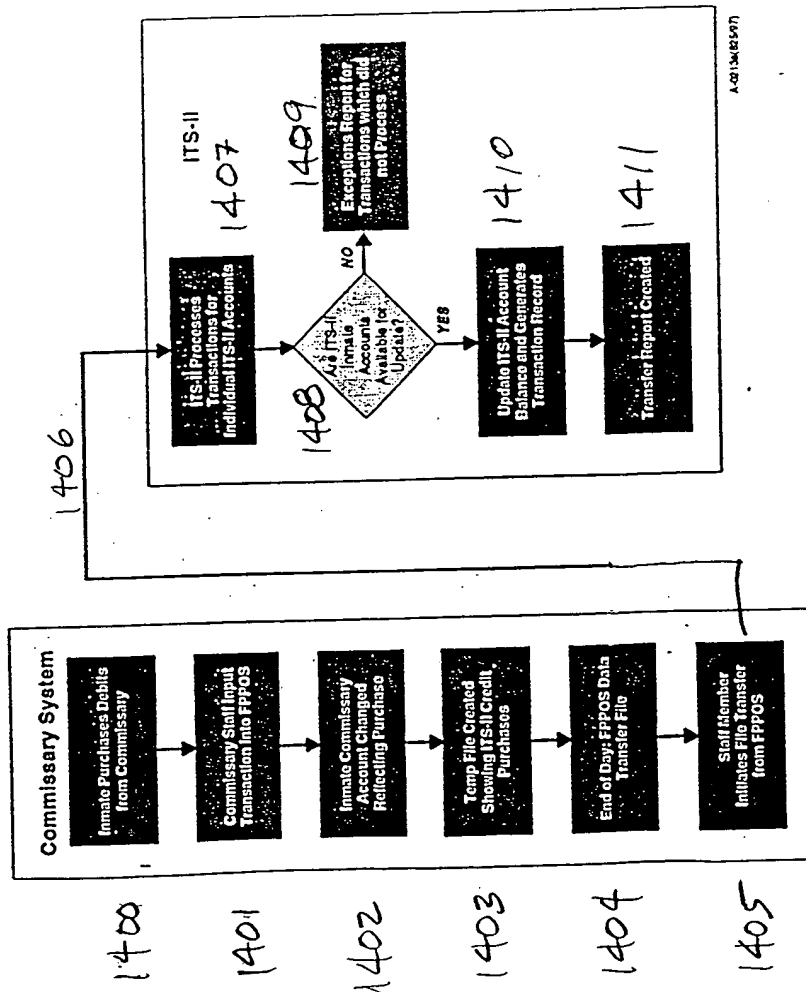 Commissary System
1400
Inmate Purchases Debits
from Commissary
1401
Commissary Staff Input
Transaction into FPPOS
1402
Inmate Commissary
Account Changed
Reflecting Purchase
1403
Temp File Created
Showing ITS-II Credit
Purchases
1404
End of Day: FPPOS Data
Transfer File
1405
Staff Member
Initiates File Transfer
from FPPOS
1406
ITS-II
1407
ITS-II Processes
Transactions for
Individual ITS-II Accounts
1408
Are ITS-II
Inmate
Accounts
Available for
Update?
NO
1409
Exceptions Report for
Transactions which did
not Process
YES
1410
Update ITS-II Account
Balance and Generates
Transaction Record
1411
Transfer Report Created